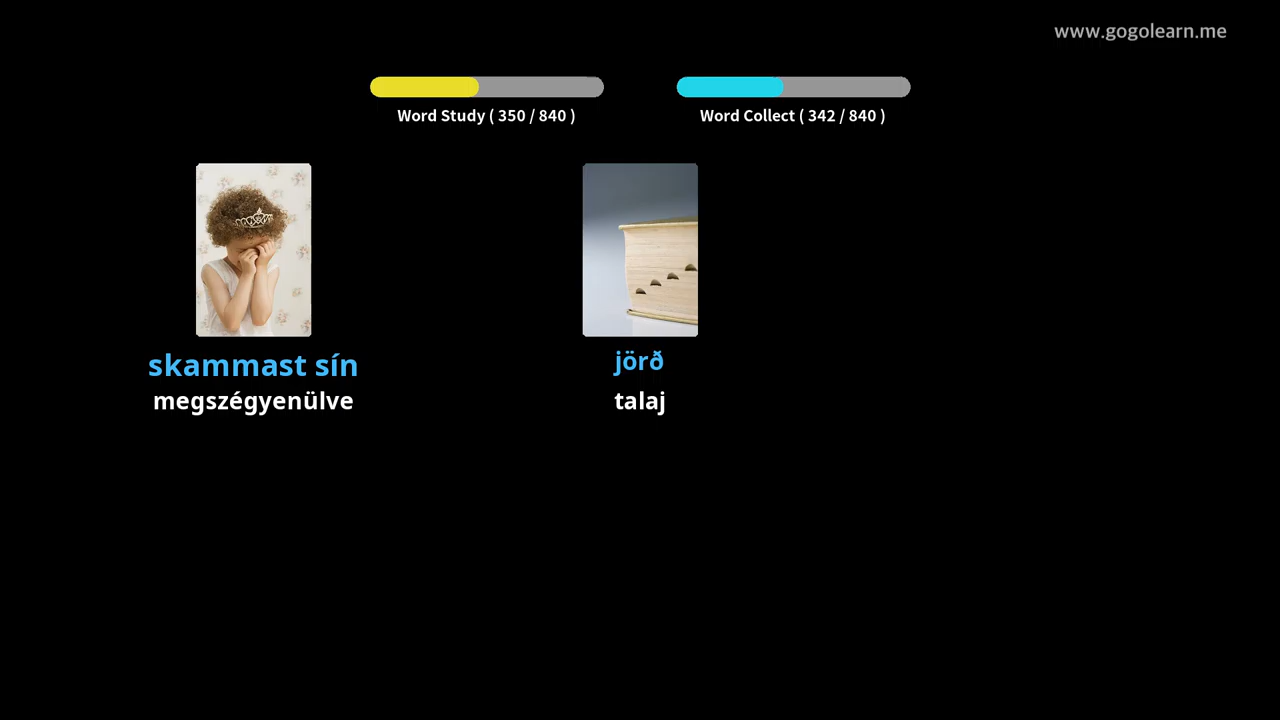 www.gogolearn.me
Word Study ( 350 / 840 )
Word Collect ( 342 / 840 )
skammast sín
megszégyenülve
jörð
talaj